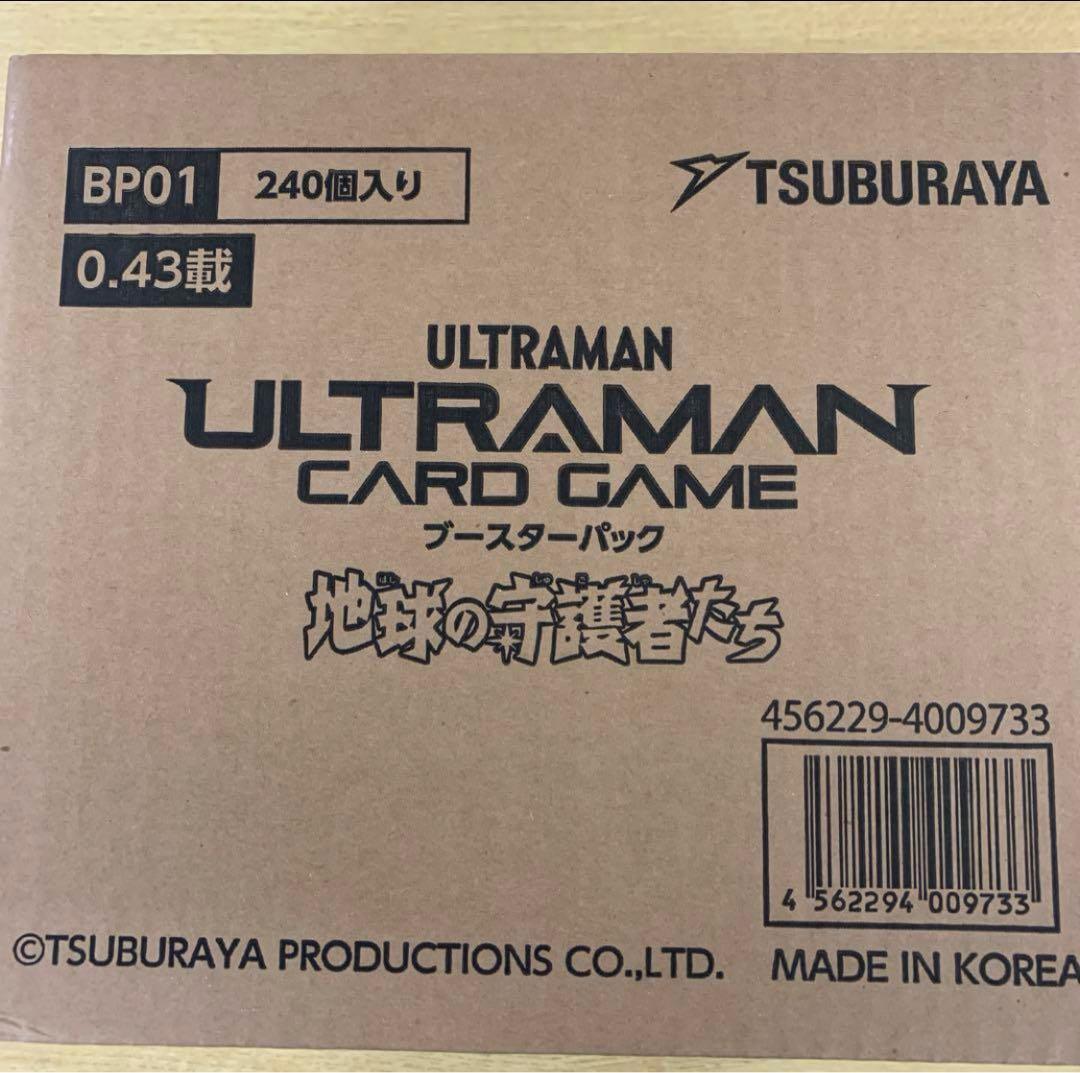 BP01 240個入り
TSUBURAYA
0.43載
ULTRAMAN
ULTRAMAN
CARD GAME
ブースターパック
地球の守護者たち
456229-4009733
4 562294 009733
©TSUBURAYA PRODUCTIONS CO.,LTD.
MADE IN KOREA